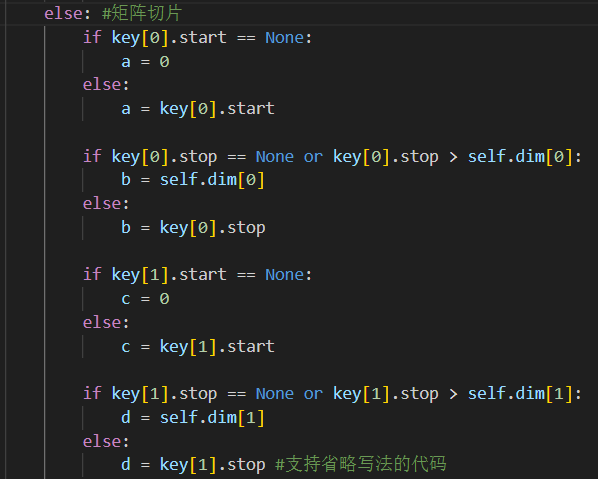 else: #矩阵切片
if key[0].start == None:
a = 0
else:
a = key[0].start
if key[0].stop == None or key[0].stop > self.dim[0]:
b = self.dim[0]
else:
b = key[0].stop
if key[1].start == None:
c = 0
else:
c = key[1].start
if key[1].stop == None or key[1].stop > self.dim[1]:
d = self.dim[1]
else:
d = key[1].stop #支持省略写法的代码